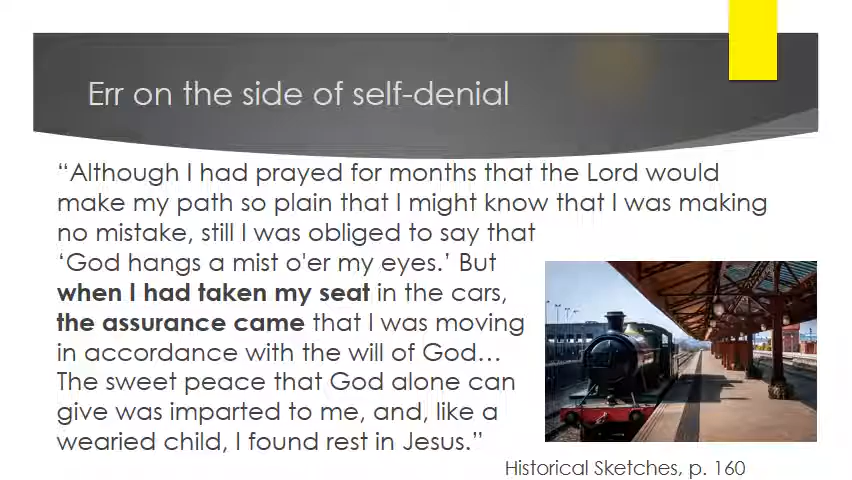 Err on the side of self-denial
“Although I had prayed for months that the Lord would
make my path so plain that I might know that I was making
no mistake, still I was obliged to say that
‘God hangs a mist o'er my eyes.’ But
when I had taken my seat in the cars,
the assurance came that I was moving
in accordance with the will of God…
The sweet peace that God alone can
give was imparted to me, and, like a
wearied child, I found rest in Jesus.”
Historical Sketches, p. 160